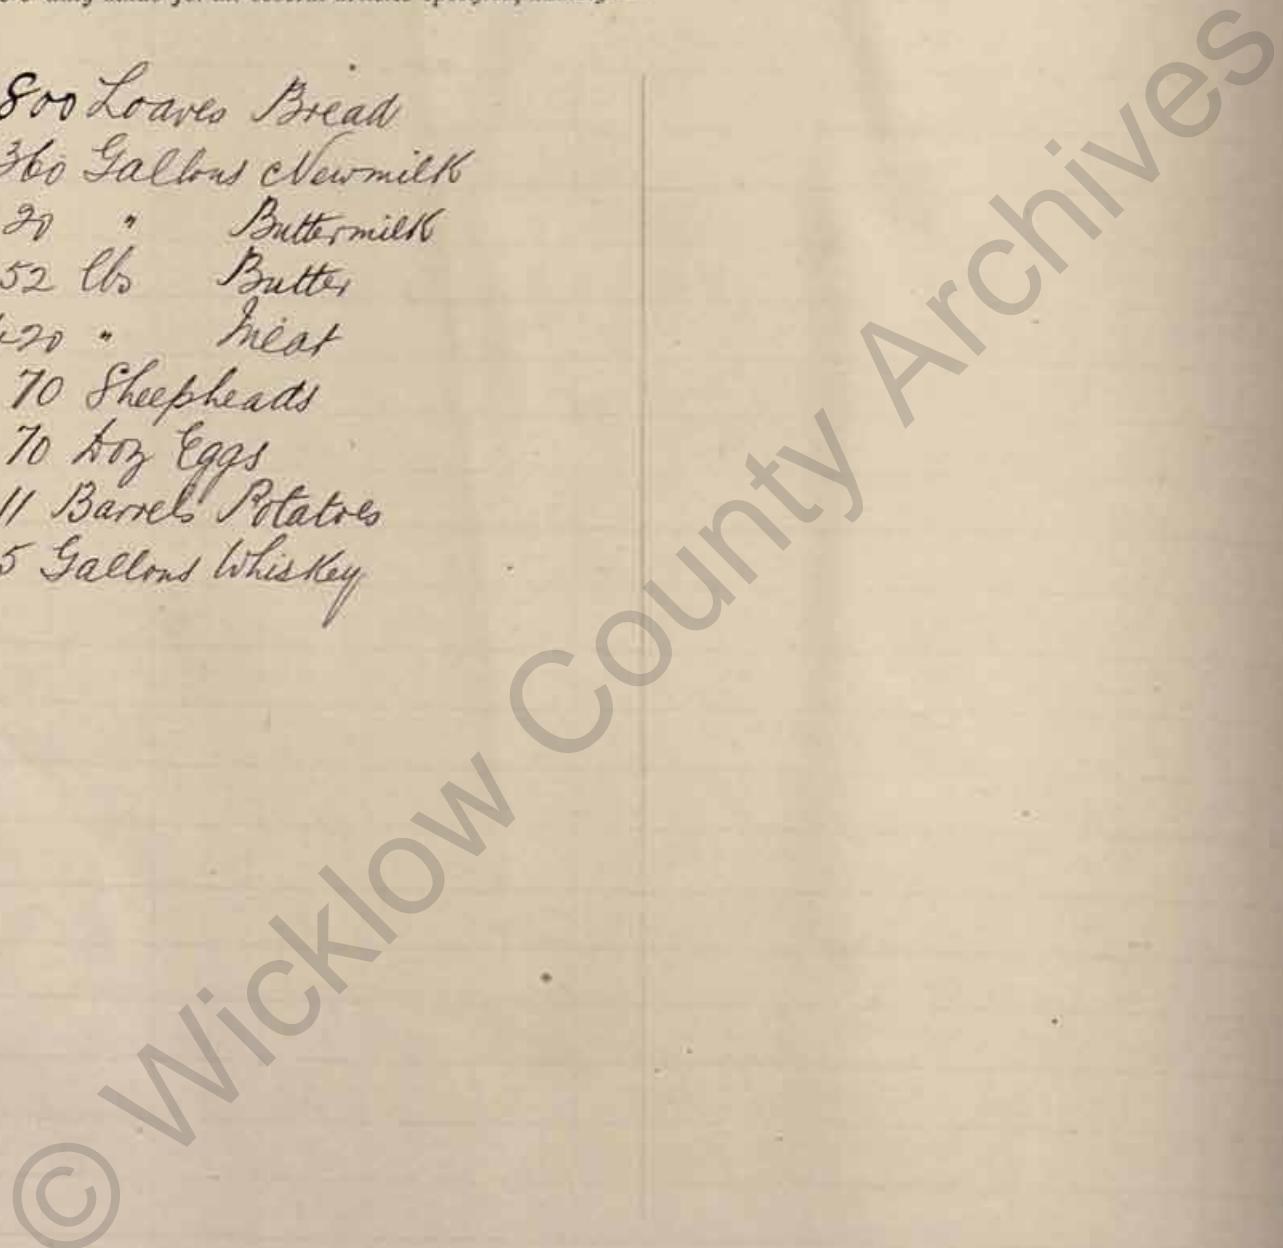 800 Loaves Bread
360 Gallons Newmilk
20 " Buttermilk
52 lbs Butter
420 " Meat
70 Sheepheads
70 Doz Eggs
11 Barrels Potatoes
5 Gallons Whiskey
© Wicklow County Archives